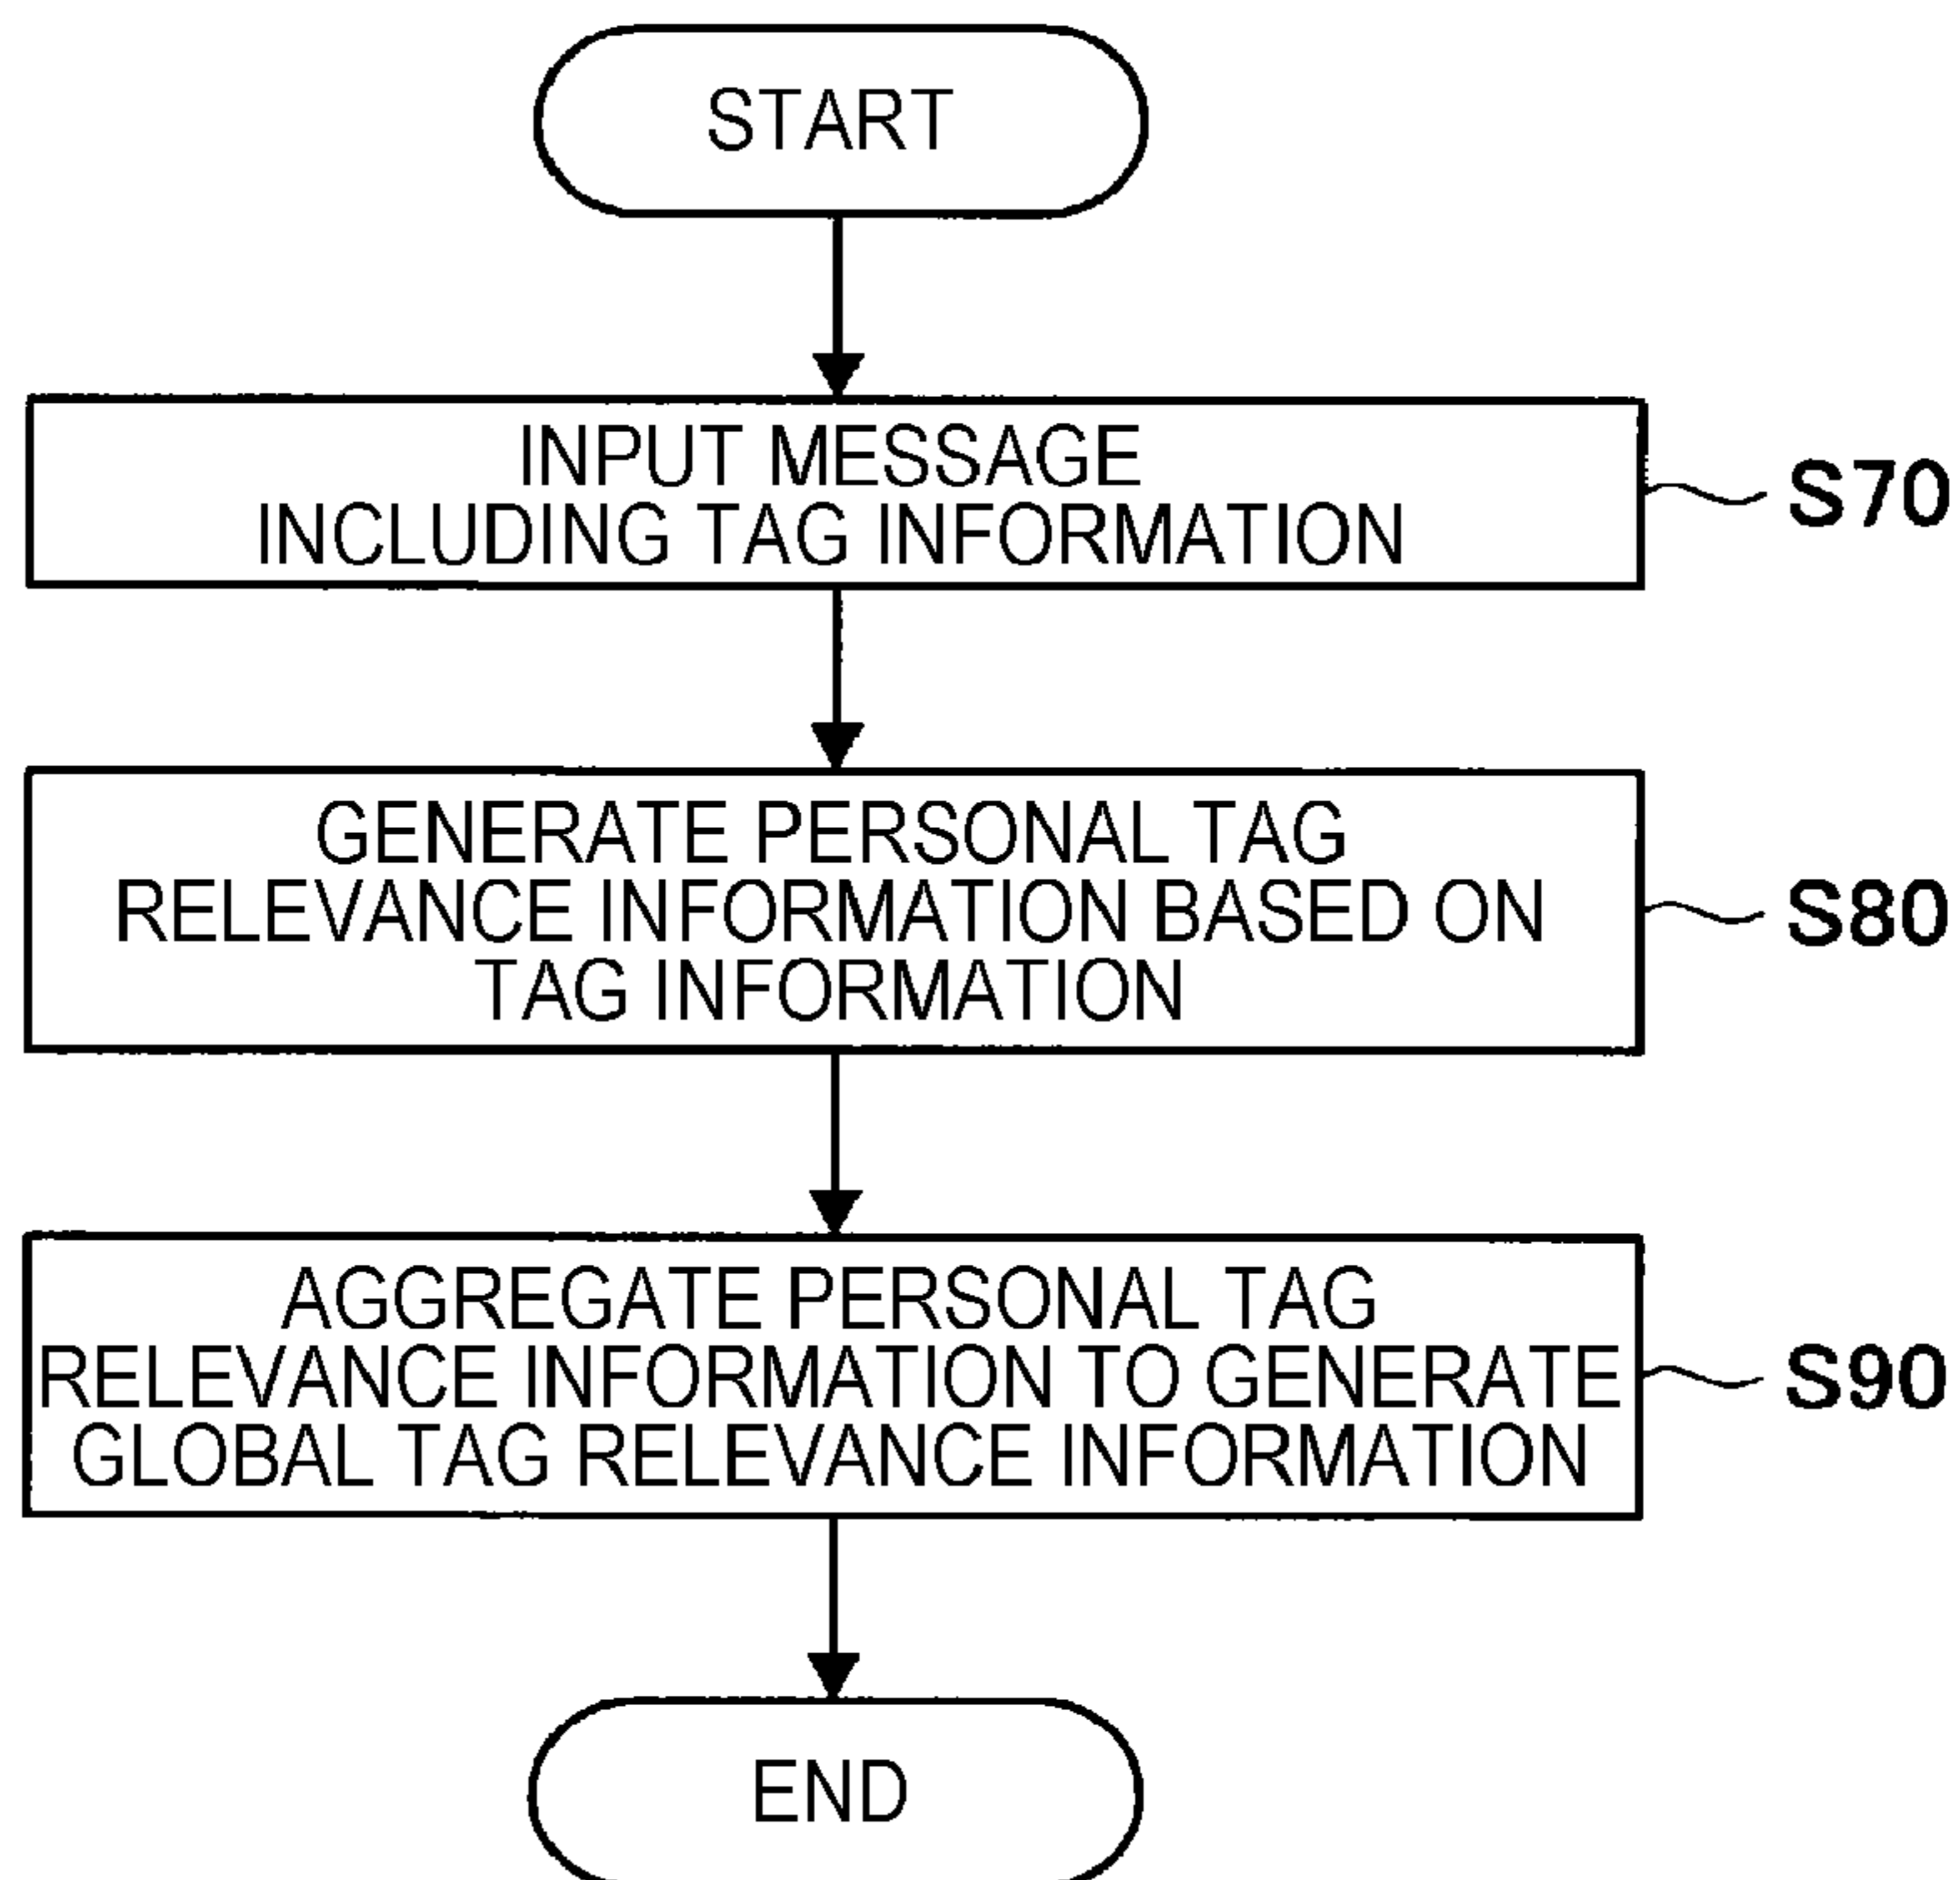 START
INPUT MESSAGE
INCLUDING TAG INFORMATION
S70
GENERATE PERSONAL TAG
RELEVANCE INFORMATION BASED ON
TAG INFORMATION
S80
AGGREGATE PERSONAL TAG
RELEVANCE INFORMATION TO GENERATE
GLOBAL TAG RELEVANCE INFORMATION
S90
END